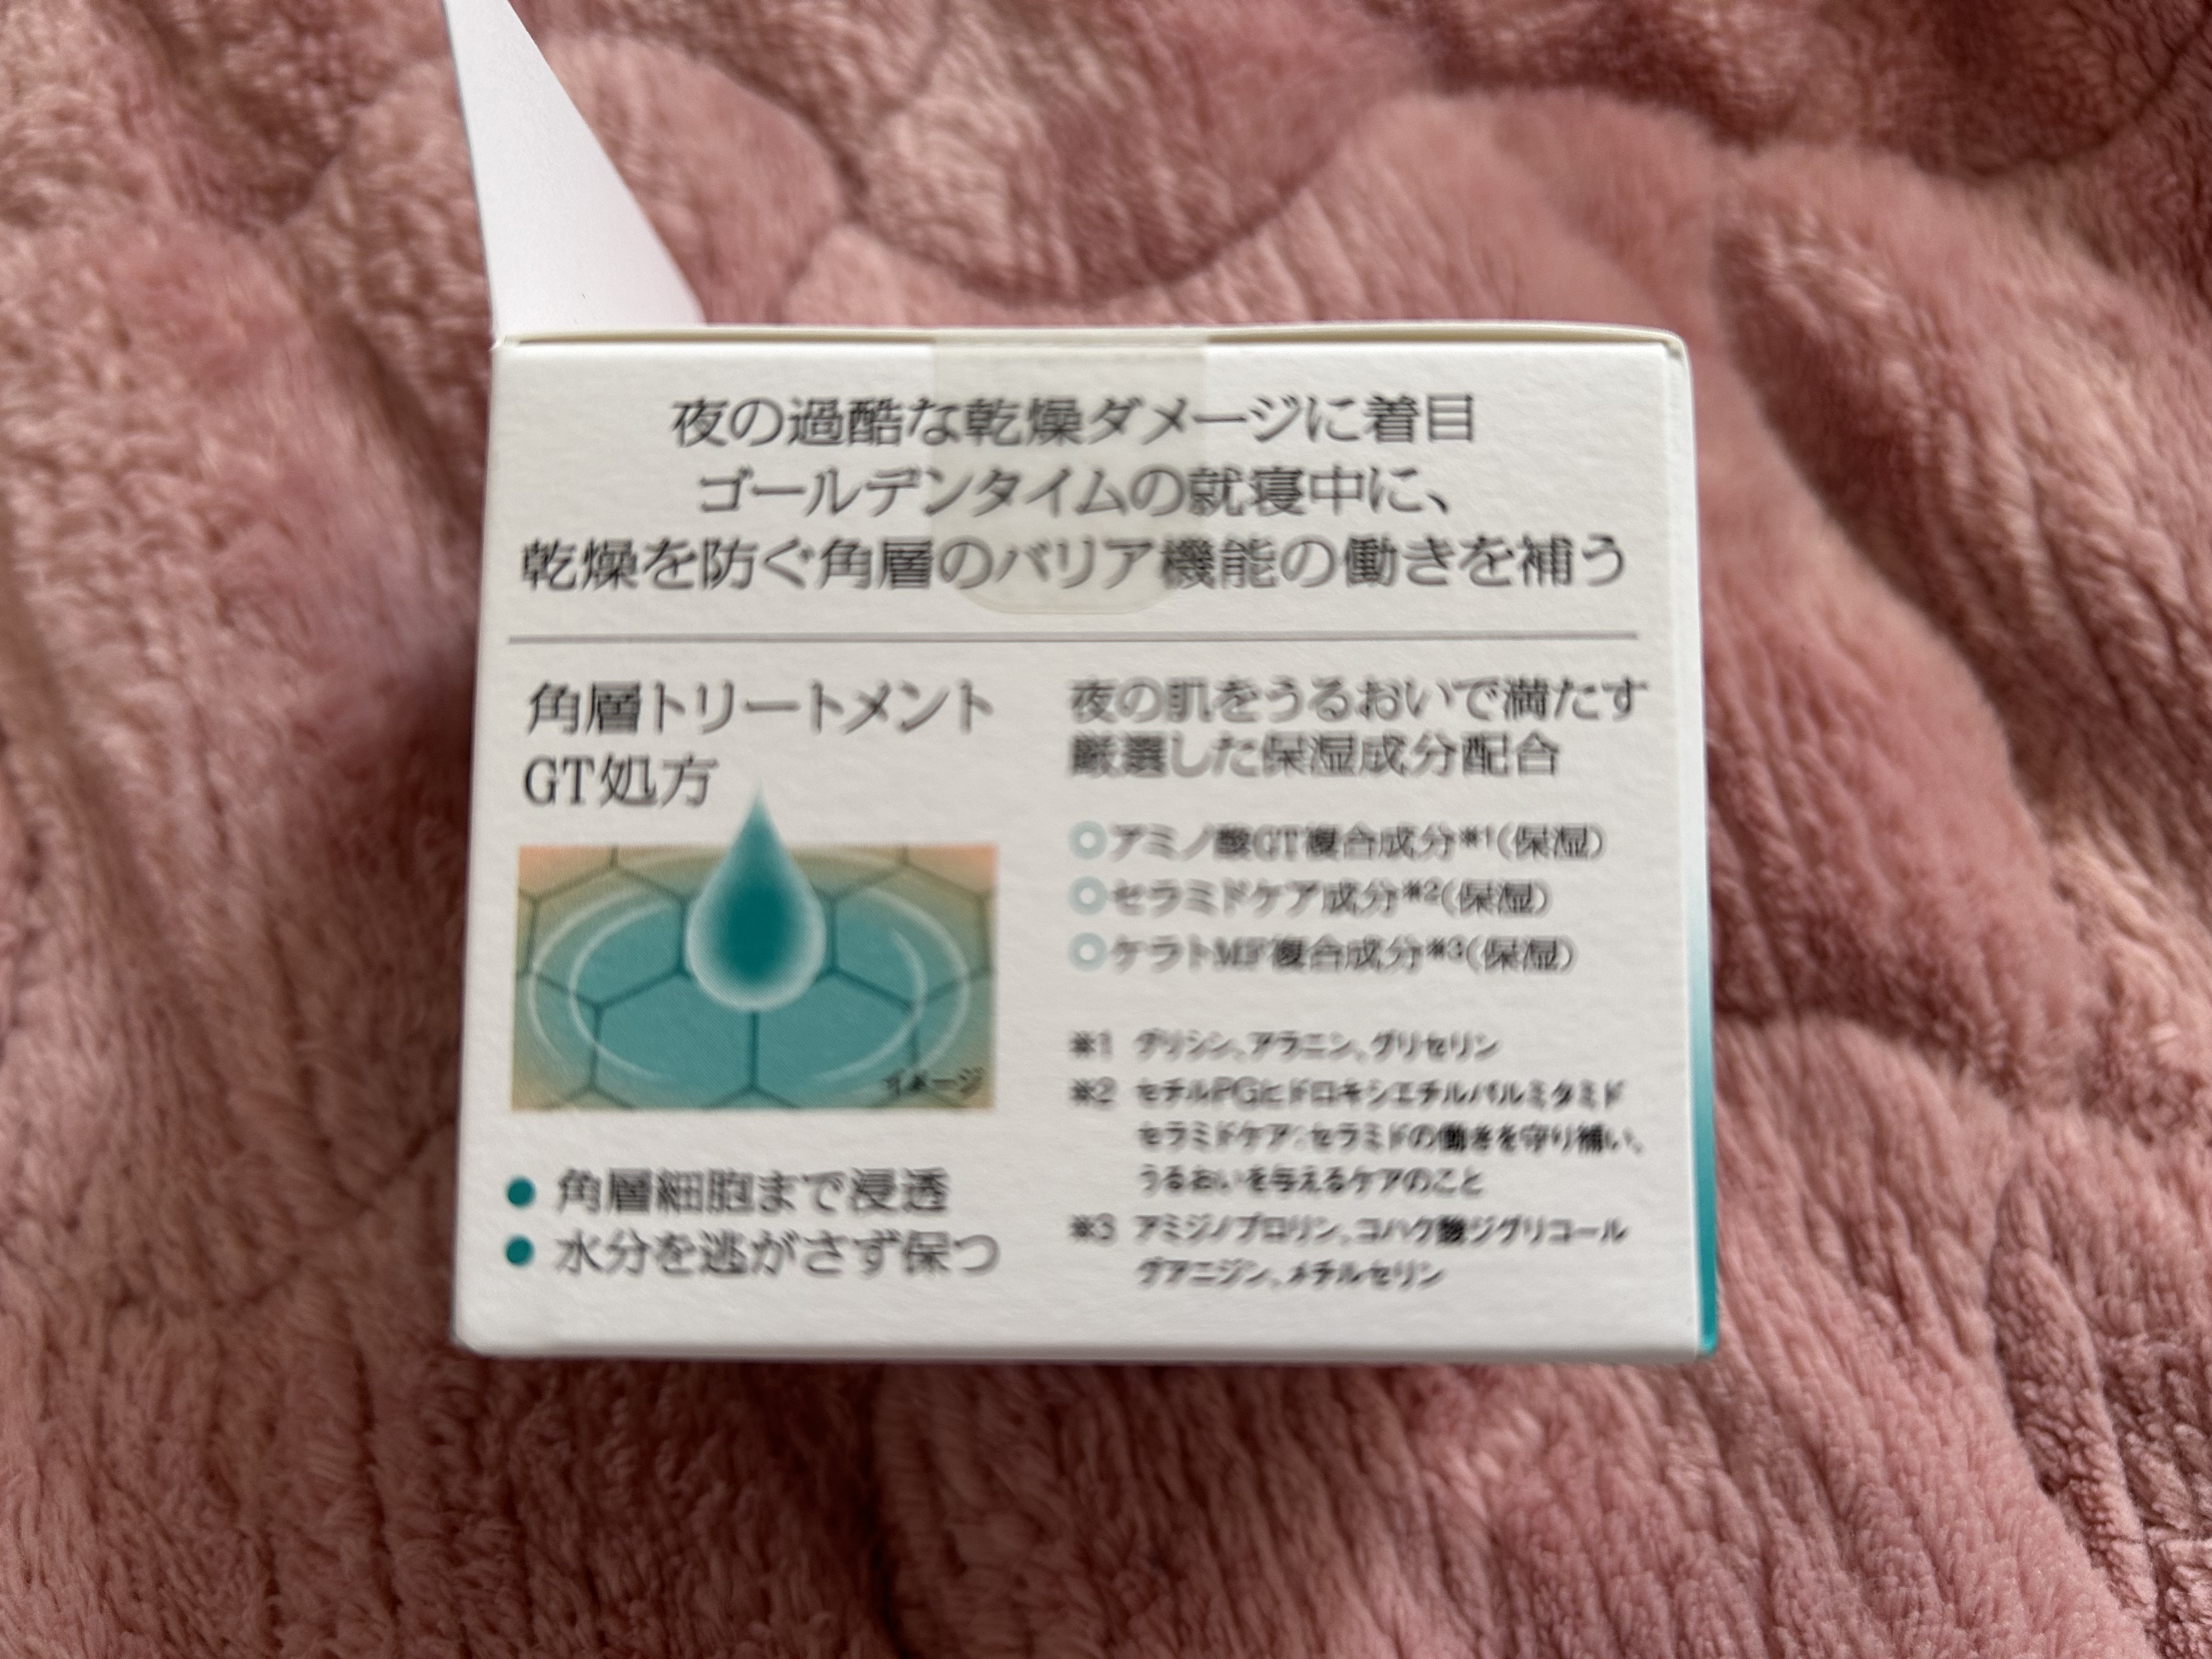 夜の過酷な乾燥ダメージに着目
ゴールデンタイムの就寝中に、
乾燥を防ぐ角層のバリア機能の働きを補う
角層トリートメント
GT処方
イメージ
● 角層細胞まで浸透
● 水分を逃がさず保つ
夜の肌をうるおいで満たす
厳選した保湿成分配合
○アミノ酸GT複合成分※1(保湿)
○セラミドケア成分※2(保湿)
○ケラトMF複合成分※3(保湿)
※1 グリシン、アラニン、グリセリン
※2 セチルPGヒドロキシエチルパルミタミド
セラミドケア:セラミドの働きを守り補い、
うるおいを与えるケアのこと
※3 アミジノプロリン、コハク酸ジグリコール
グアニジン、メチルセリン